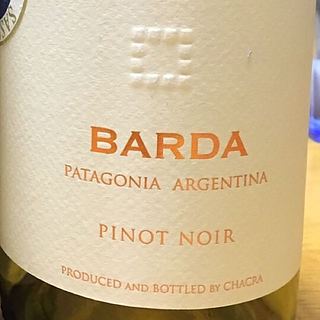 BARDA
PATAGONIA ARGENTINA
PINOT NOIR
PRODUCED AND BOTTLED BY CHACRA